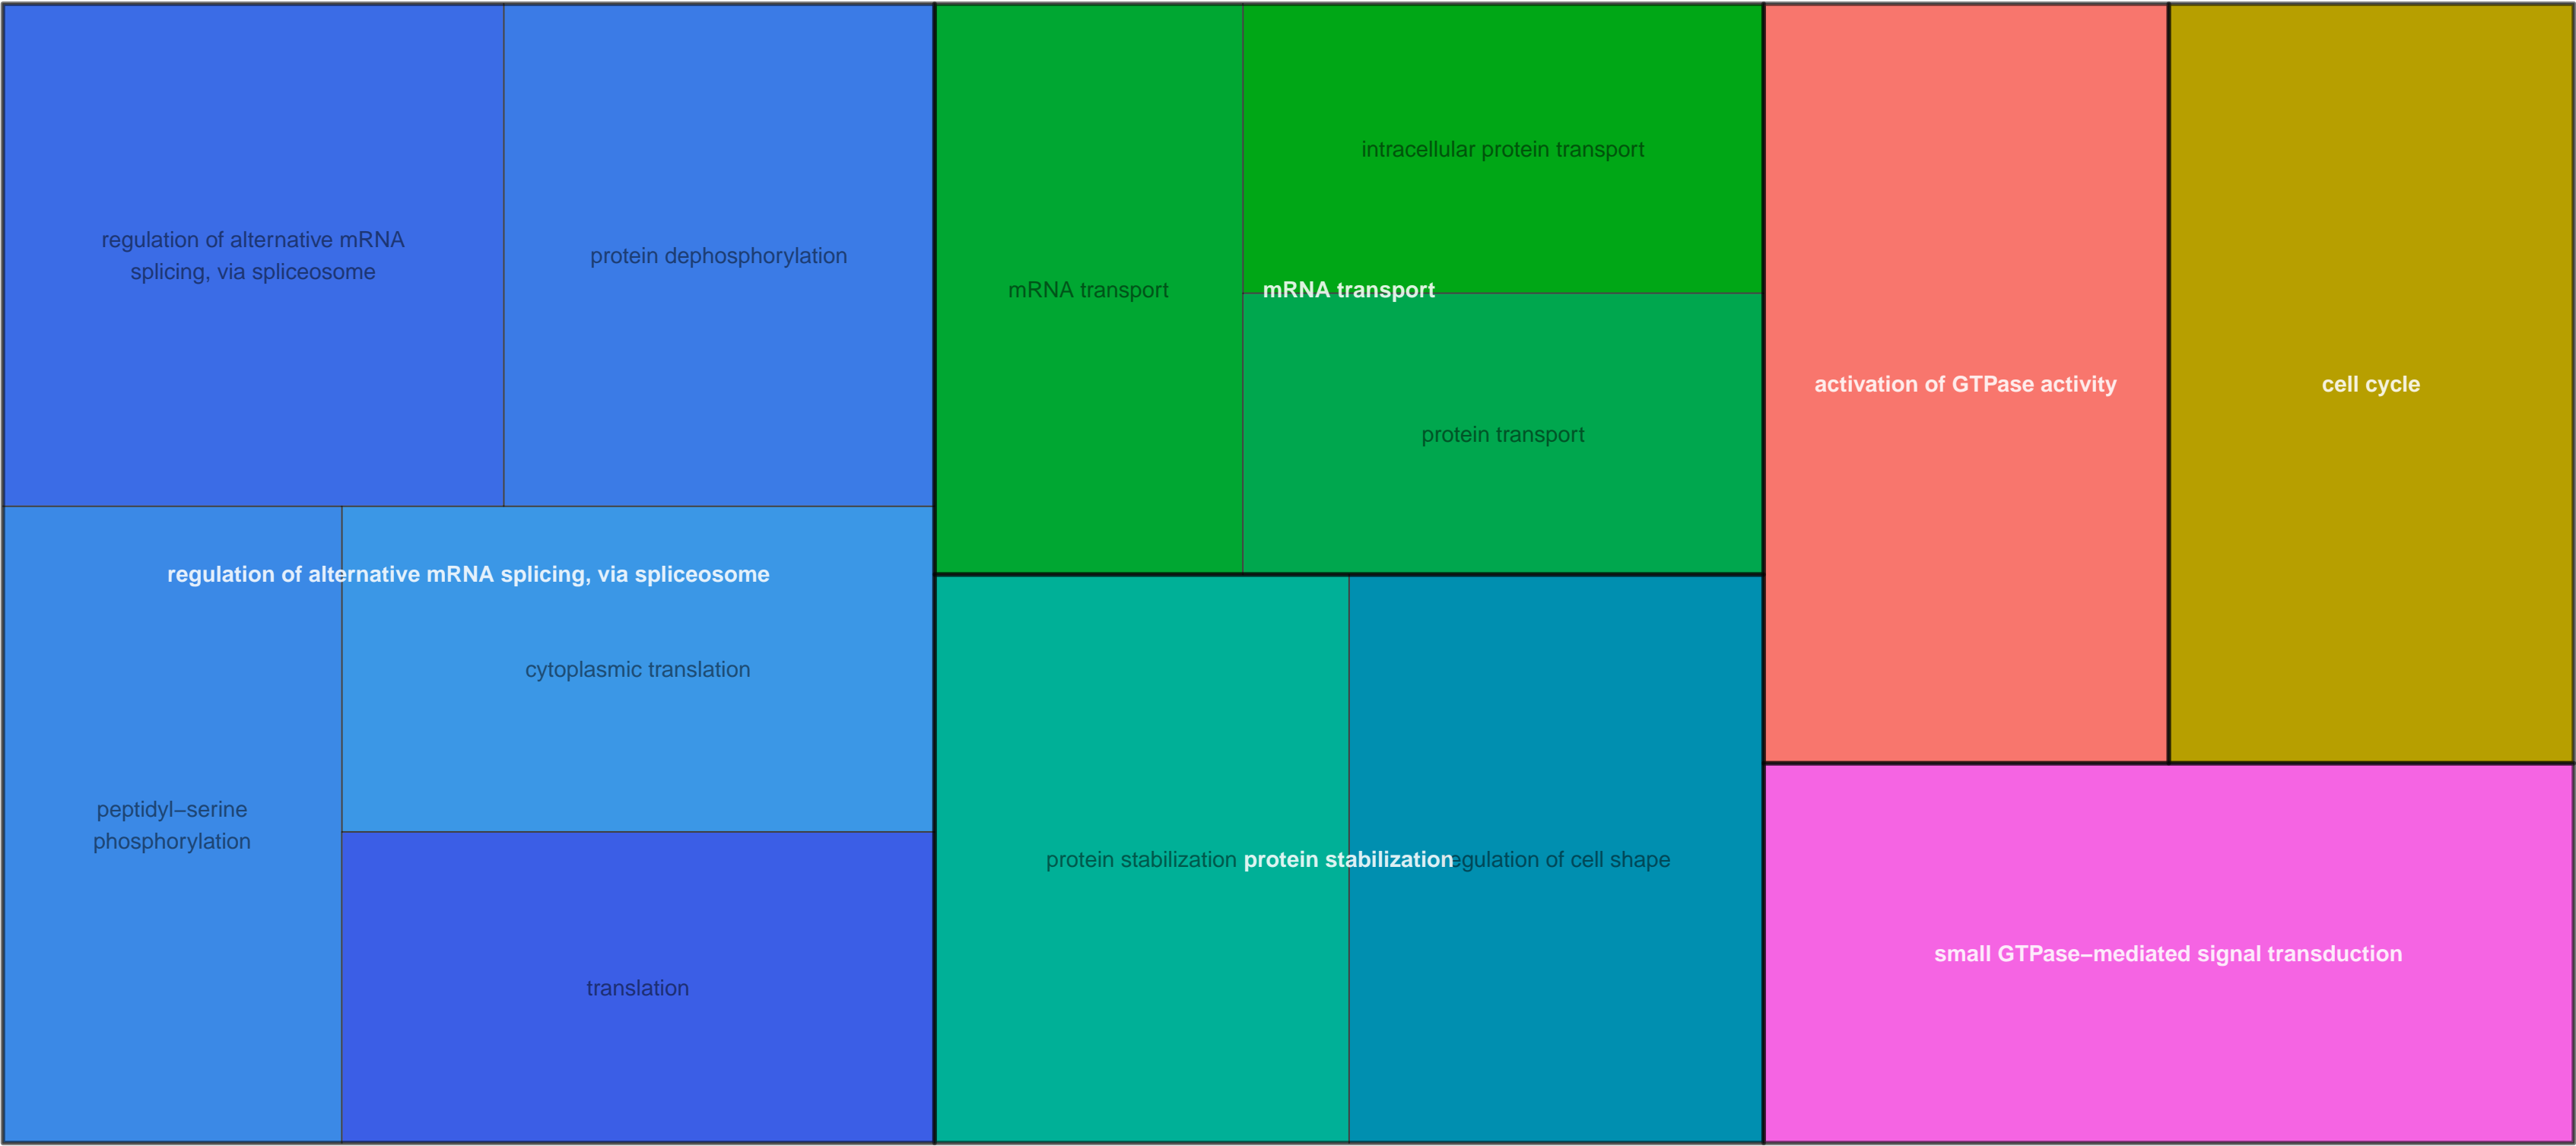 regulation of alternative mRNA
splicing, via spliceosome
protein dephosphorylation
regulation of alternative mRNA splicing, via spliceosome
cytoplasmic translation
peptidyl−serine
phosphorylation
translation
intracellular protein transport
mRNA transport
mRNA transport
protein transport
protein stabilization
protein stabilization
egulation of cell shape
activation of GTPase activity
cell cycle
small GTPase−mediated signal transduction